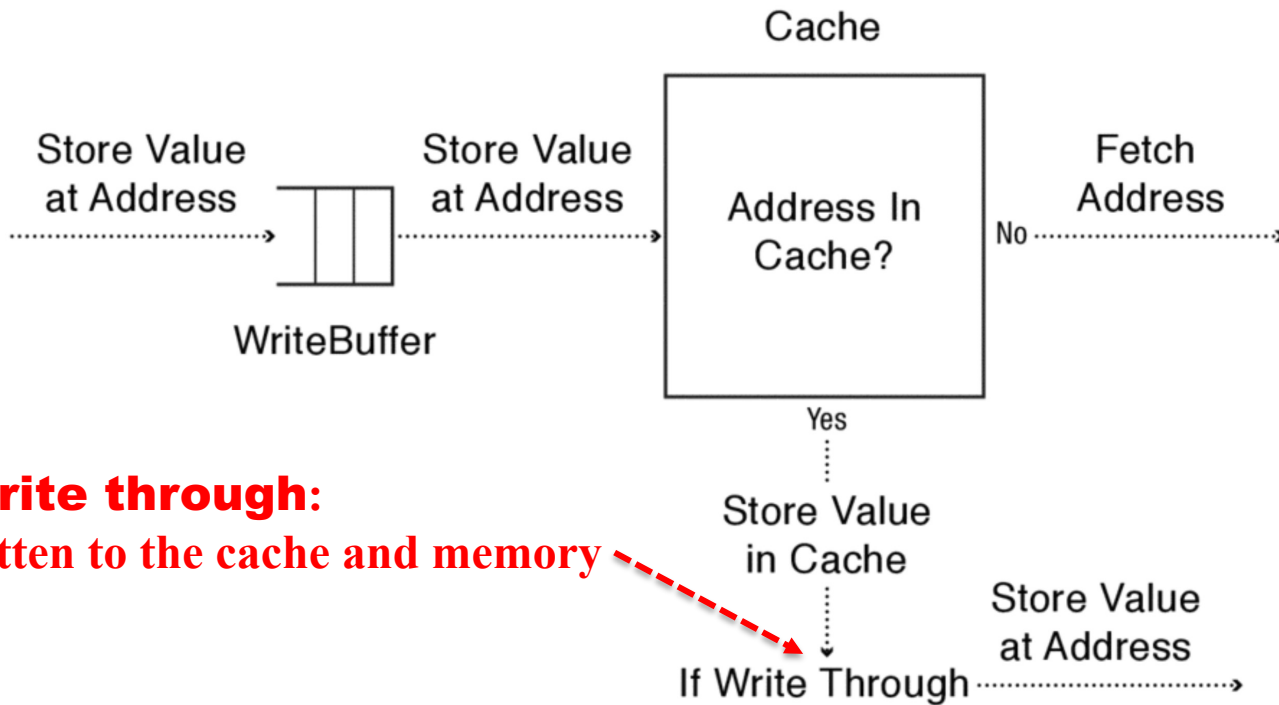 Cache
Store Value
at Address
Store Value
at Address
Fetch
Address
Address In
Cache?
No
WriteBuffer
Yes
rite through:
tten to the cache and memory
Store Value
in Cache
Store Value
at Address
If Write Through